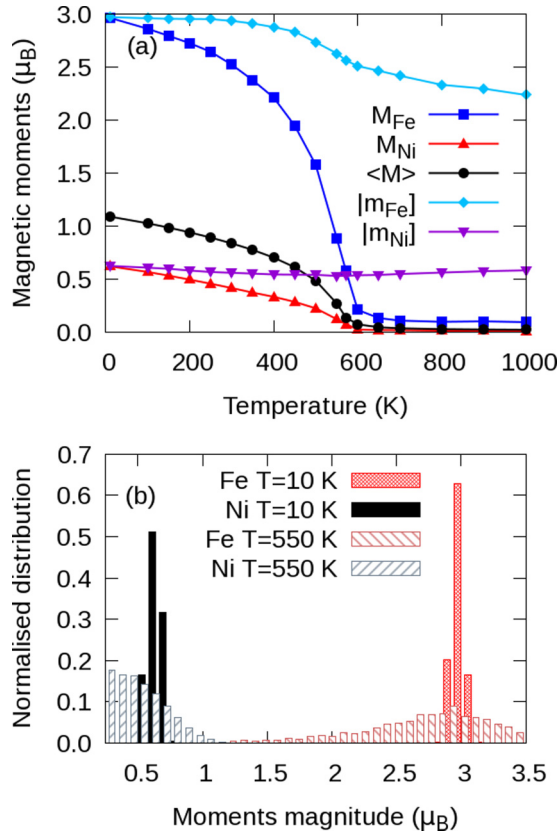 3.0
2.5
2.0
1.5
1.0
0.5
0.0
Magnetic moments (μB)
(a)
MFe
MNi
<M>
|mFe]
|mNi]
0 200 400 600 800 1000
Temperature (K)
0.7
0.6
0.5
0.4
0.3
0.2
0.1
0.0
Normalised distribution
(b)
Fe T=10 K
Ni T=10 K
Fe T=550 K
Ni T=550 K
0.5 1 1.5 2 2.5 3 3.5
Moments magnitude (μB)